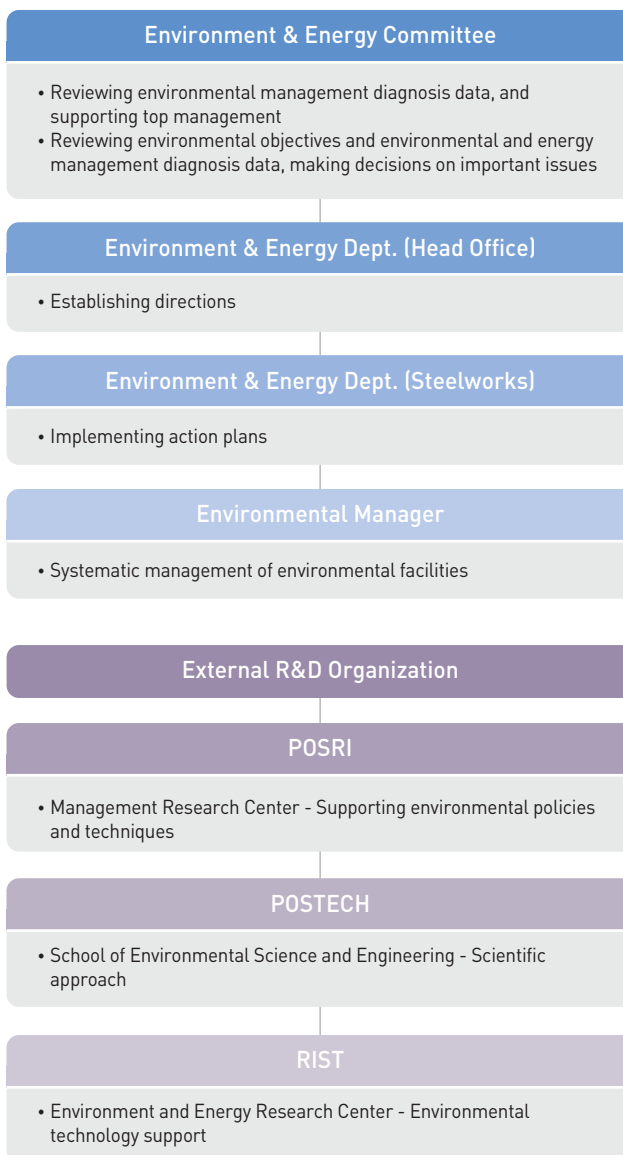 Environment & Energy Committee
• Reviewing environmental management diagnosis data, and
supporting top management
• Reviewing environmental objectives and environmental and energy
management diagnosis data, making decisions on important issues
Environment & Energy Dept. (Head Office)
• Establishing directions
Environment & Energy Dept. (Steelworks)
• Implementing action plans
Environmental Manager
• Systematic management of environmental facilities
External R&D Organization
POSRI
• Management Research Center - Supporting environmental policies
and techniques
POSTECH
• School of Environmental Science and Engineering - Scientific
approach
RIST
• Environment and Energy Research Center - Environmental
technology support